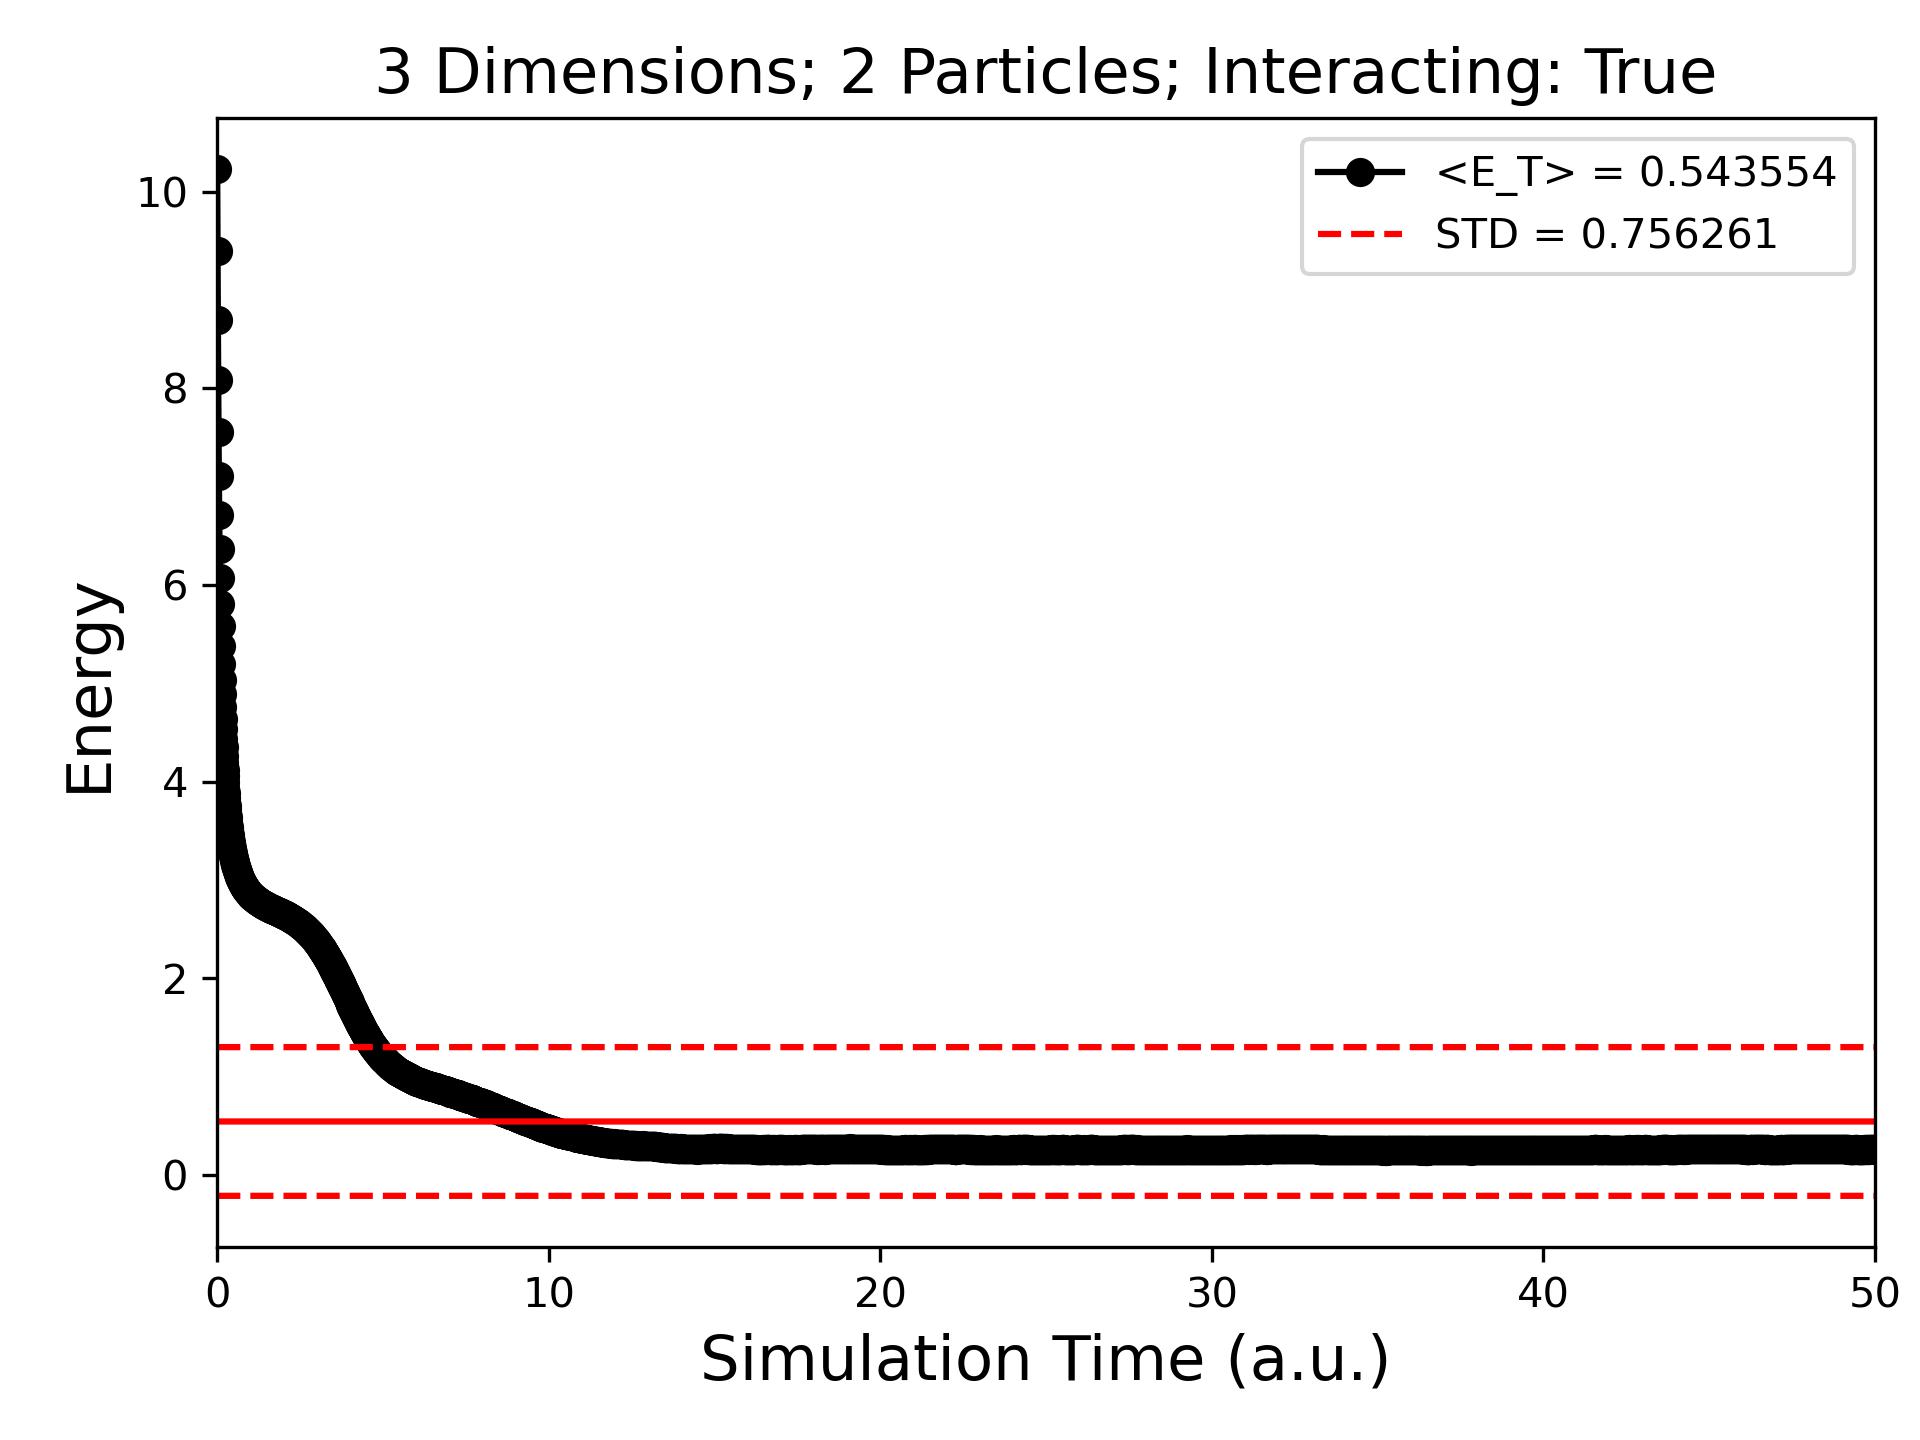 3 Dimensions; 2 Particles; Interacting: True
<E_T> = 0.543554
STD = 0.756261
Energy
10
8
6
4
2
0
0 10 20 30 40 50
Simulation Time (a.u.)